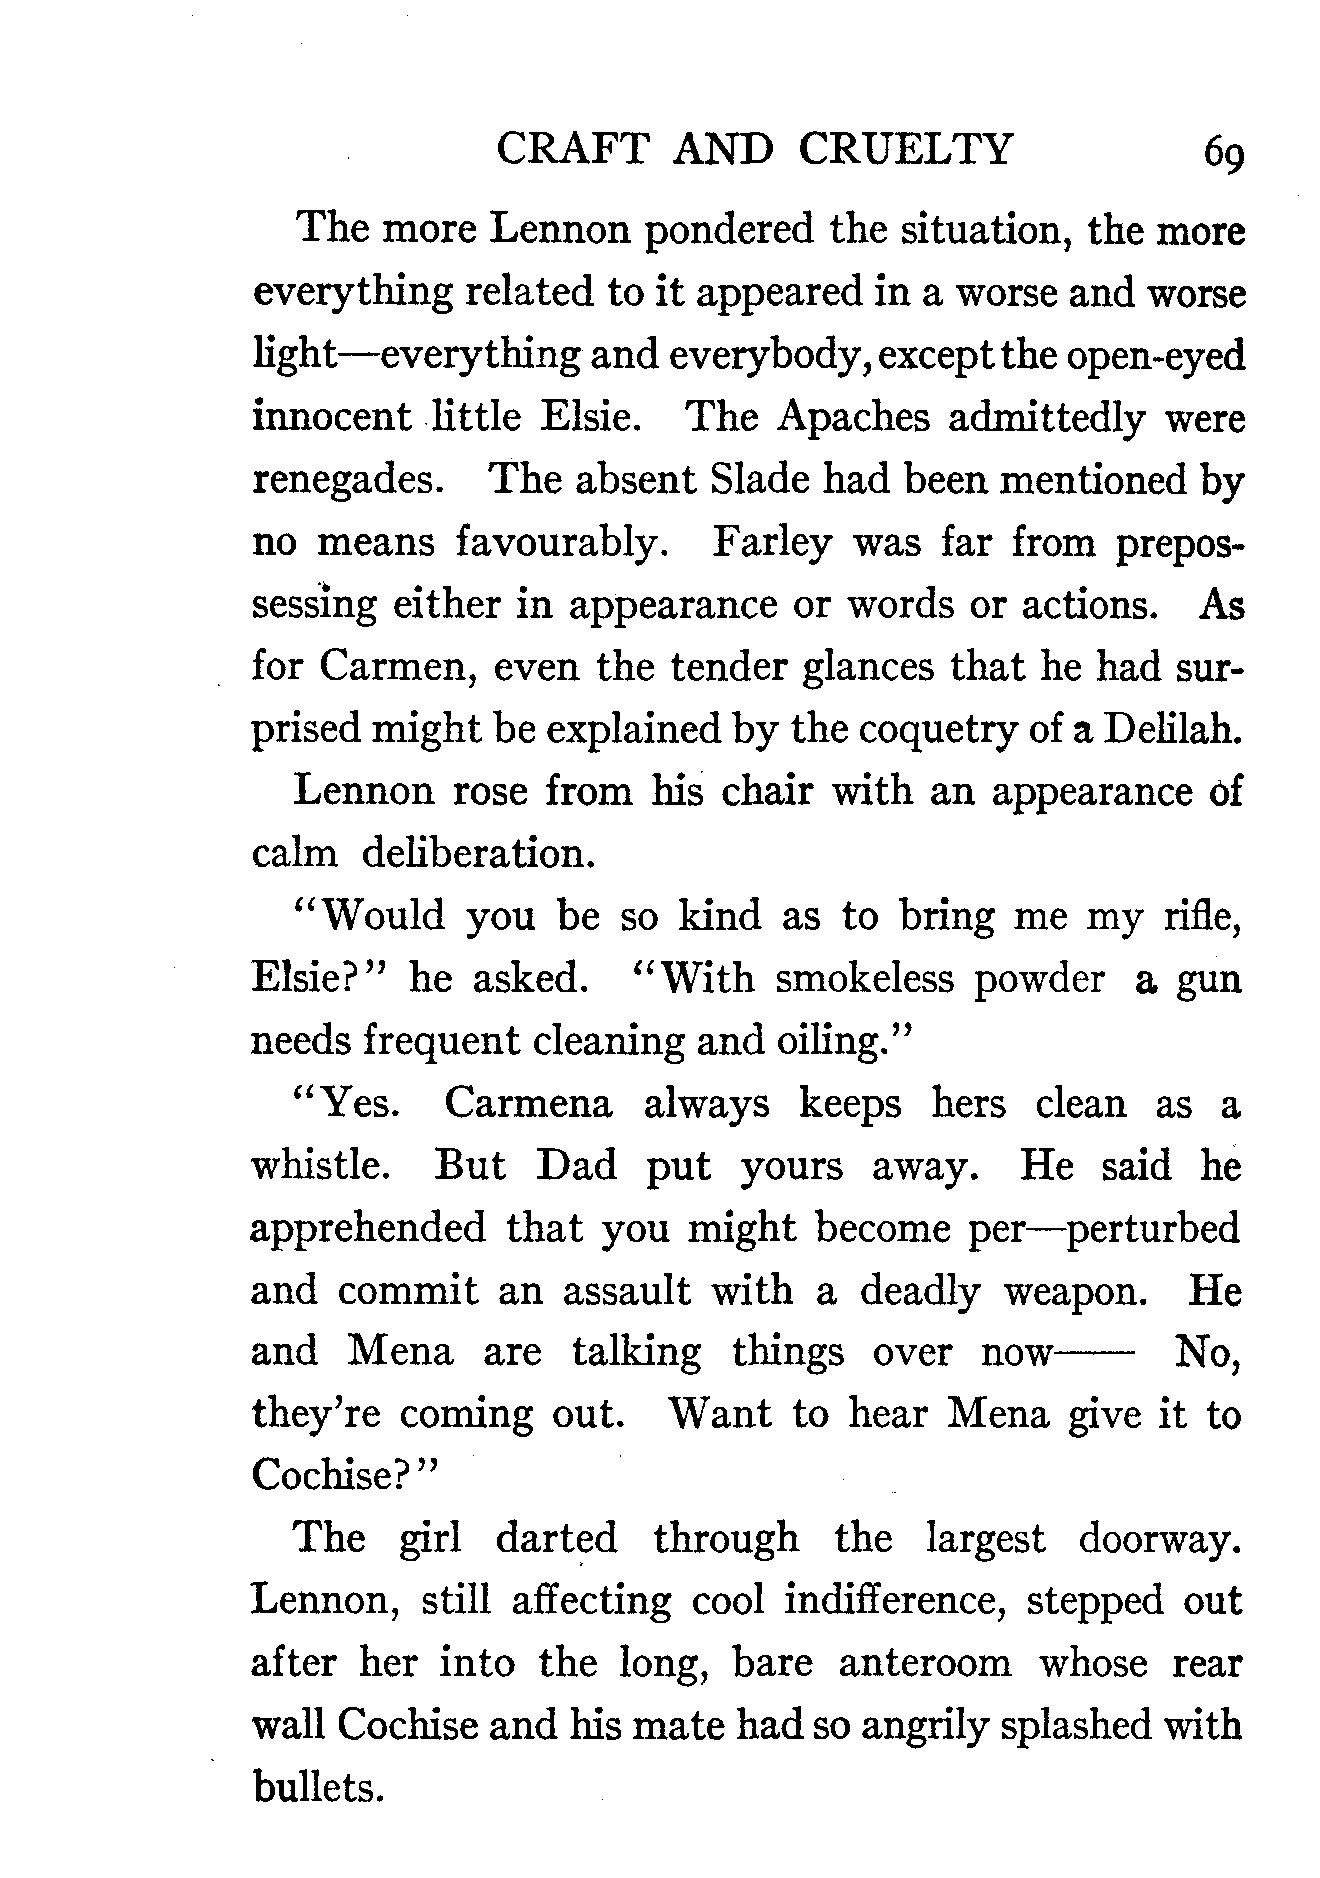 CRAFT AND CRUELTY 69
The more Lennon pondered the situation, the more
everything related to it appeared in a worse and worse
light—everything and everybody, except the open-eyed
innocent little Elsie. The Apaches admittedly were
renegades. The absent Slade had been mentioned by
no means favourably. Farley was far from prepos-
sessing either in appearance or words or actions. As
for Carmen, even the tender glances that he had sur-
prised might be explained by the coquetry of a Delilah.
Lennon rose from his chair with an appearance of
calm deliberation.
"Would you be so kind as to bring me my rifle,
Elsie?" he asked. "With smokeless powder a gun
needs frequent cleaning and oiling."
"Yes. Carmena always keeps hers clean as a
whistle. But Dad put yours away. He said he
apprehended that you might become per—perturbed
and commit an assault with a deadly weapon. He
and Mena are talking things over now—— No,
they're coming out. Want to hear Mena give it to
Cochise?"
The girl darted through the largest doorway.
Lennon, still affecting cool indifference, stepped out
after her into the long, bare anteroom whose rear
wall Cochise and his mate had so angrily splashed with
bullets.